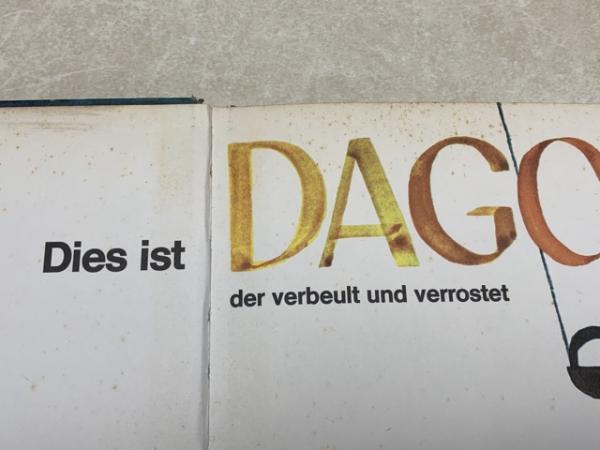 Dies ist DAGO
der verbeult und verrostet